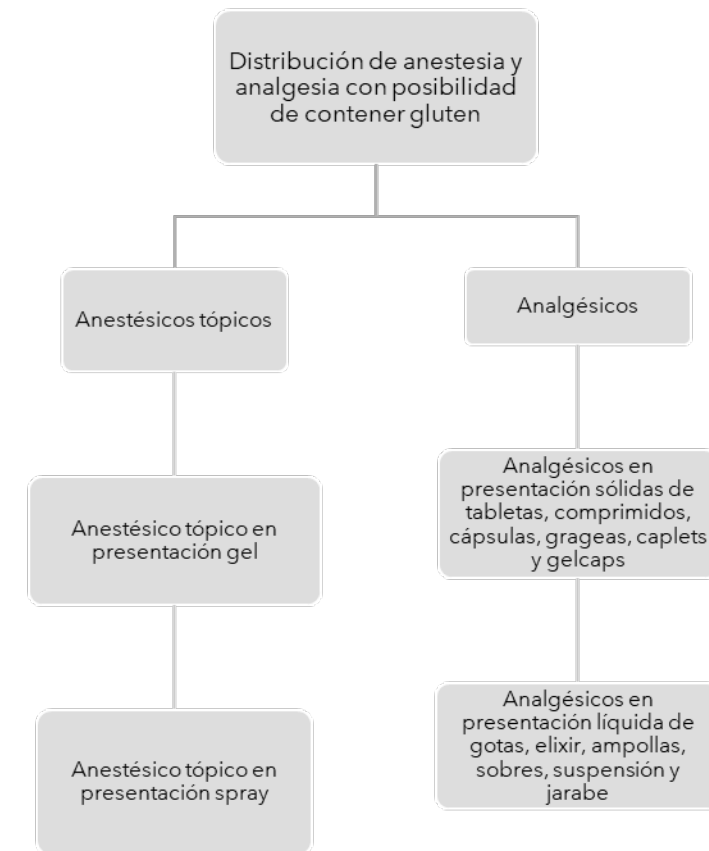 Distribución de anestesia y
analgesia con posibilidad
de contener gluten
Anestésicos tópicos
Analgésicos
Anestésico tópico en
presentación gel
Analgésicos en
presentación sólidas de
tabletas, comprimidos,
cápsulas, grageas, caplets
y gelcaps
Anestésico tópico en
presentación spray
Analgésicos en
presentación líquida de
gotas, elixir, ampollas,
sobres, suspensión y
jarabe